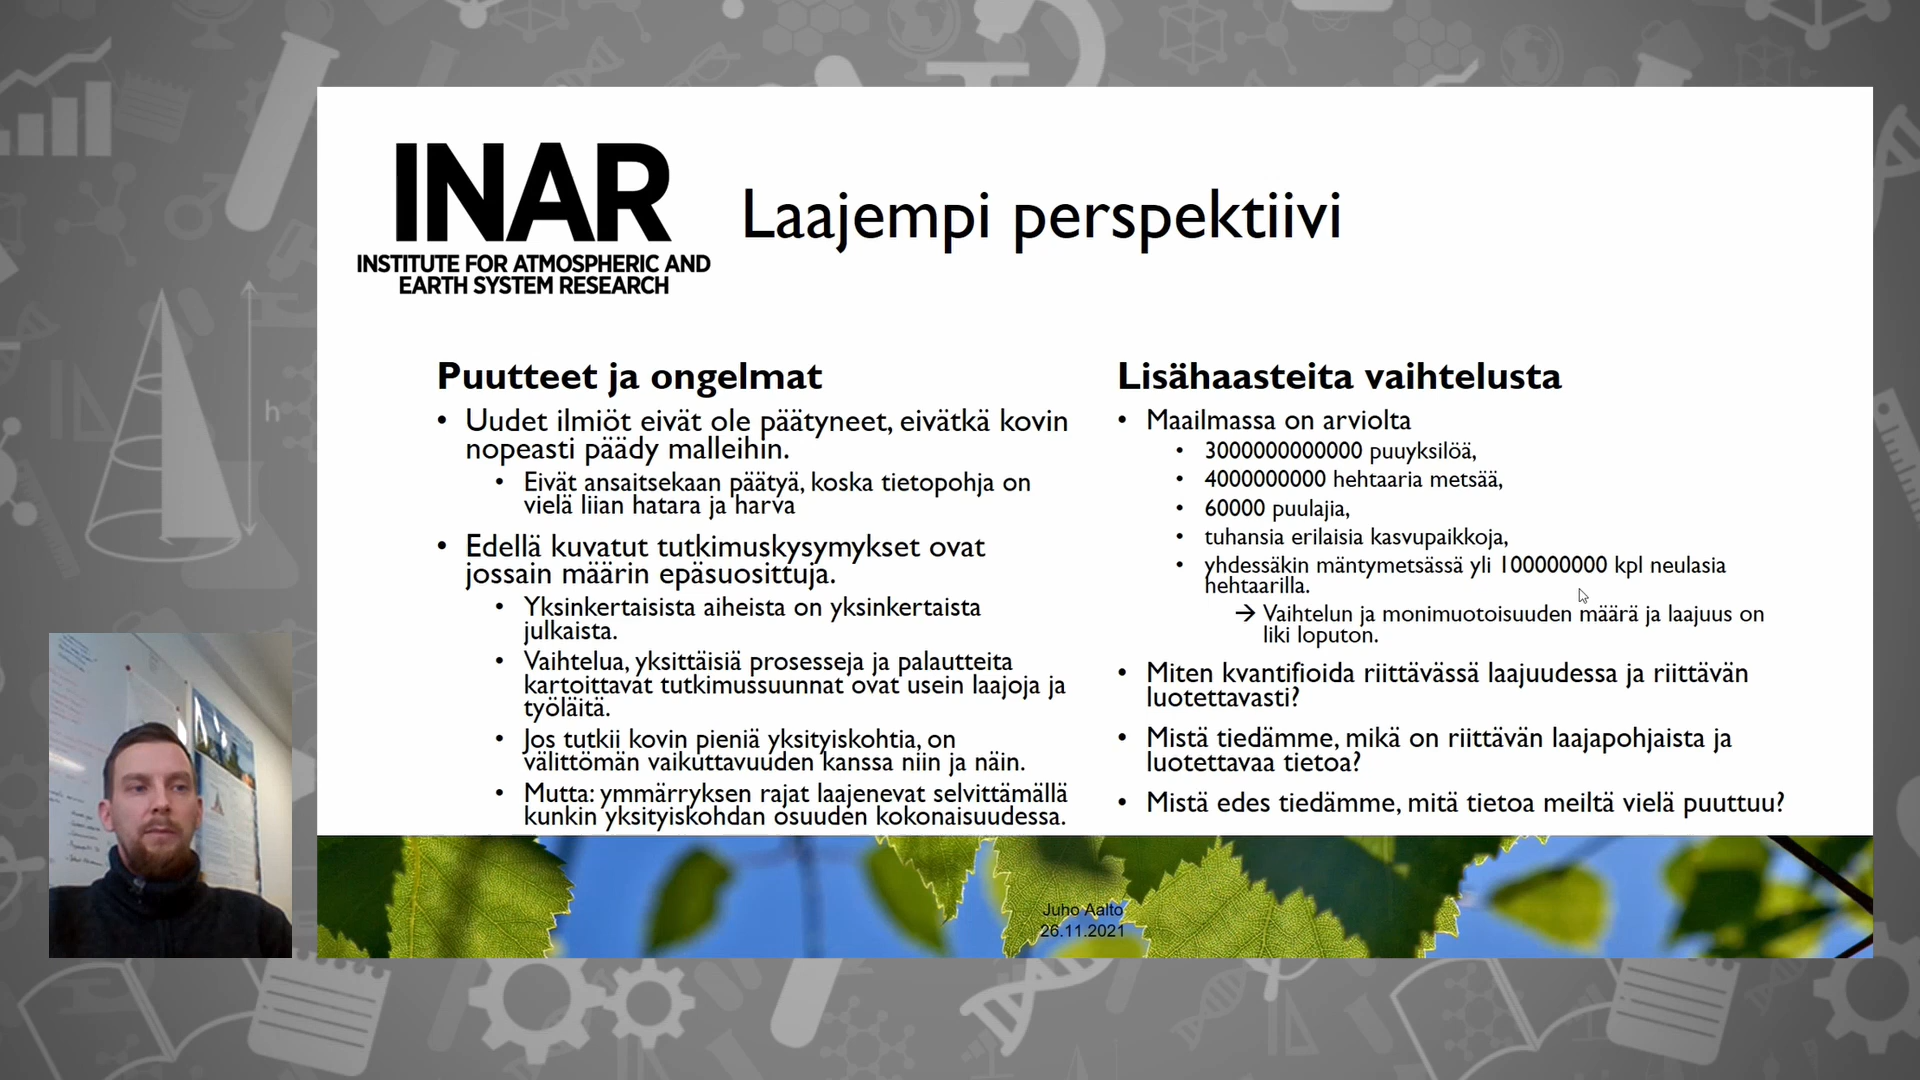 INAR
INSTITUTE FOR ATMOSPHERIC AND
EARTH SYSTEM RESEARCH
Laajempi perspektiivi
Puutteet ja ongelmat
• Uudet ilmiöt eivät ole päätyneet, eivätkä kovin
nopeasti päädy malleihin.
• Eivät ansaitsekaan päätyä, koska tietopohja on
vielä liian hatara ja harva
• Edellä kuvatut tutkimuskysymykset ovat
jossain määrin epäsuosittuja.
• Yksinkertaisista aiheista on yksinkertaista
julkaista.
• Vaihtelua, yksittäisiä prosesseja ja palautteita
kartoittavat tutkimussuunnat ovat usein laajoja ja
työläitä.
• Jos tutkii kovin pieniä yksityiskohtia, on
välittömän vaikuttavuuden kanssa niin ja näin.
• Mutta: ymmärryksen rajat laajenevat selvittämällä
kunkin yksityiskohdan osuuden kokonaisuudessa.
Lisähaasteita vaihtelusta
• Maailmassa on arviolta
• 3000000000000 puuyksilöä,
• 4000000000 hehtaaria metsää,
• 60000 puulajia,
• tuhansia erilaisia kasvupaikkoja,
• yhdessäkin mäntymetsässä yli 100000000 kpl neulasia
hehtaarilla.
→ Vaihtelun ja monimuotoisuuden määrä ja laajuus on
liki loputon.
• Miten kvantifioida riittävässä laajuudessa ja riittävän
luotettavasti?
• Mistä tiedämme, mikä on riittävän laajapohjaista ja
luotettavaa tietoa?
• Mistä edes tiedämme, mitä tietoa meiltä vielä puuttuu?
Juho Aalto
26.11.2021
h